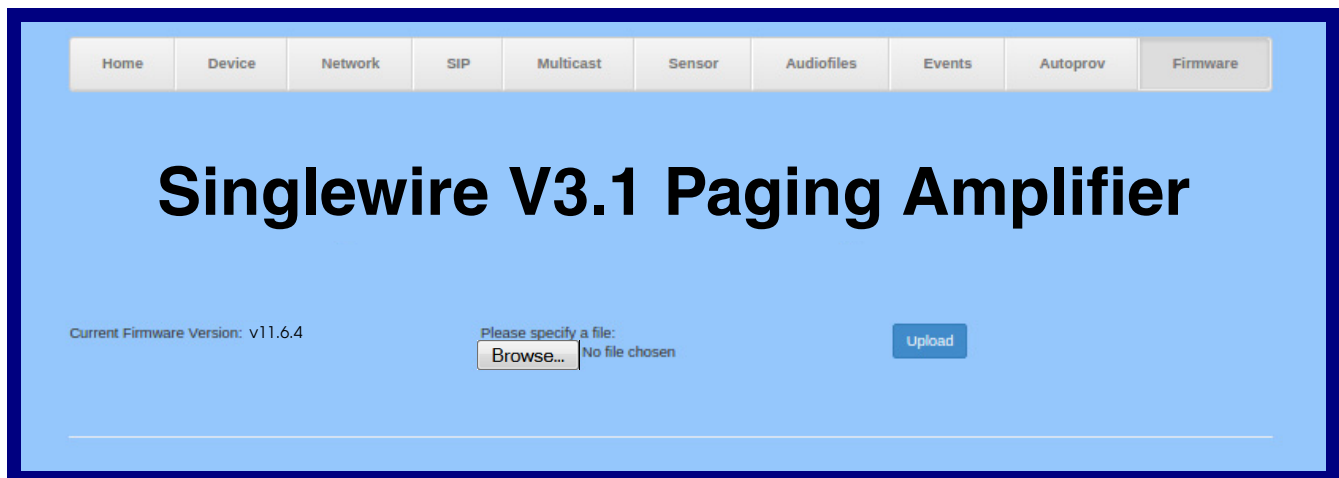 Home Device Network SIP Multicast Sensor Audiofiles Events Autoprov Firmware
Singlewire V3.1 Paging Amplifier
Current Firmware Version: v11.6.4
Please specify a file:
Browse... No file chosen
Upload